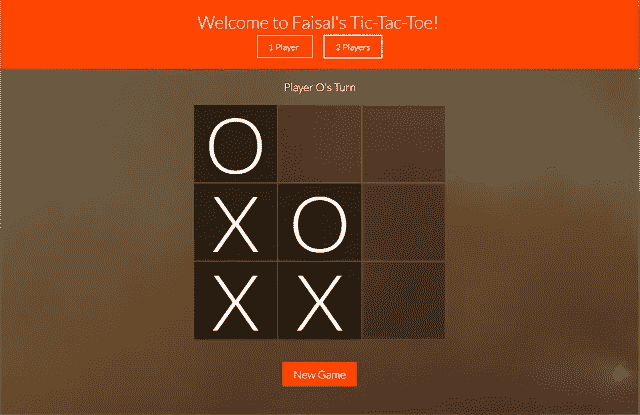 Welcome to Faisal's Tic-Tac-Toe!
1 Player 2 Players
Player O's Turn
O
X O
X X
New Game